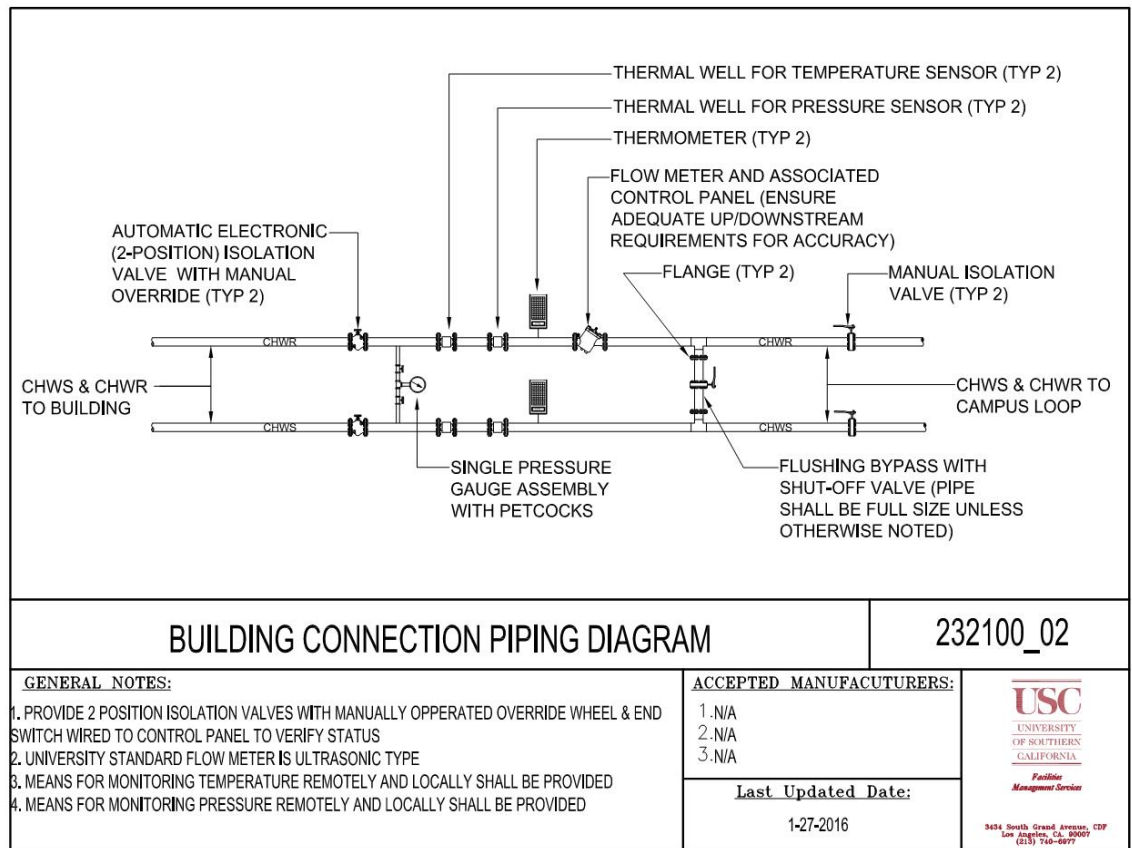 THERMAL WELL FOR TEMPERATURE SENSOR (TYP 2)
THERMAL WELL FOR PRESSURE SENSOR (TYP 2)
THERMOMETER (TYP 2)
FLOW METER AND ASSOCIATED
CONTROL PANEL (ENSURE
ADEQUATE UP/DOWNSTREAM
REQUIREMENTS FOR ACCURACY)
AUTOMATIC ELECTRONIC
(2-POSITION) ISOLATION
VALVE WITH MANUAL
OVERRIDE (TYP 2)
FLANGE (TYP 2)
MANUAL ISOLATION
VALVE (TYP 2)
CHWR
CHWR
CHWS & CHWR
TO BUILDING
CHWS & CHWR TO
CAMPUS LOOP
CHWS
CHWS
SINGLE PRESSURE
GAUGE ASSEMBLY
WITH PETCOCKS
FLUSHING BYPASS WITH
SHUT-OFF VALVE (PIPE
SHALL BE FULL SIZE UNLESS
OTHERWISE NOTED)
BUILDING CONNECTION PIPING DIAGRAM
232100_02
GENERAL NOTES:
1. PROVIDE 2 POSITION ISOLATION VALVES WITH MANUALLY OPPERATED OVERRIDE WHEEL & END
SWITCH WIRED TO CONTROL PANEL TO VERIFY STATUS
2. UNIVERSITY STANDARD FLOW METER IS ULTRASONIC TYPE
3. MEANS FOR MONITORING TEMPERATURE REMOTELY AND LOCALLY SHALL BE PROVIDED
4. MEANS FOR MONITORING PRESSURE REMOTELY AND LOCALLY SHALL BE PROVIDED
ACCEPTED MANUFACUTURERS:
1.N/A
2.N/A
3.N/A
Last Updated Date:
1-27-2016
USC
UNIVERSITY
OF SOUTHERN
CALIFORNIA
Facilities
Management Services
3434 South Grand Avenue, CDF
Los Angeles, CA. 90007
(213) 740-6877